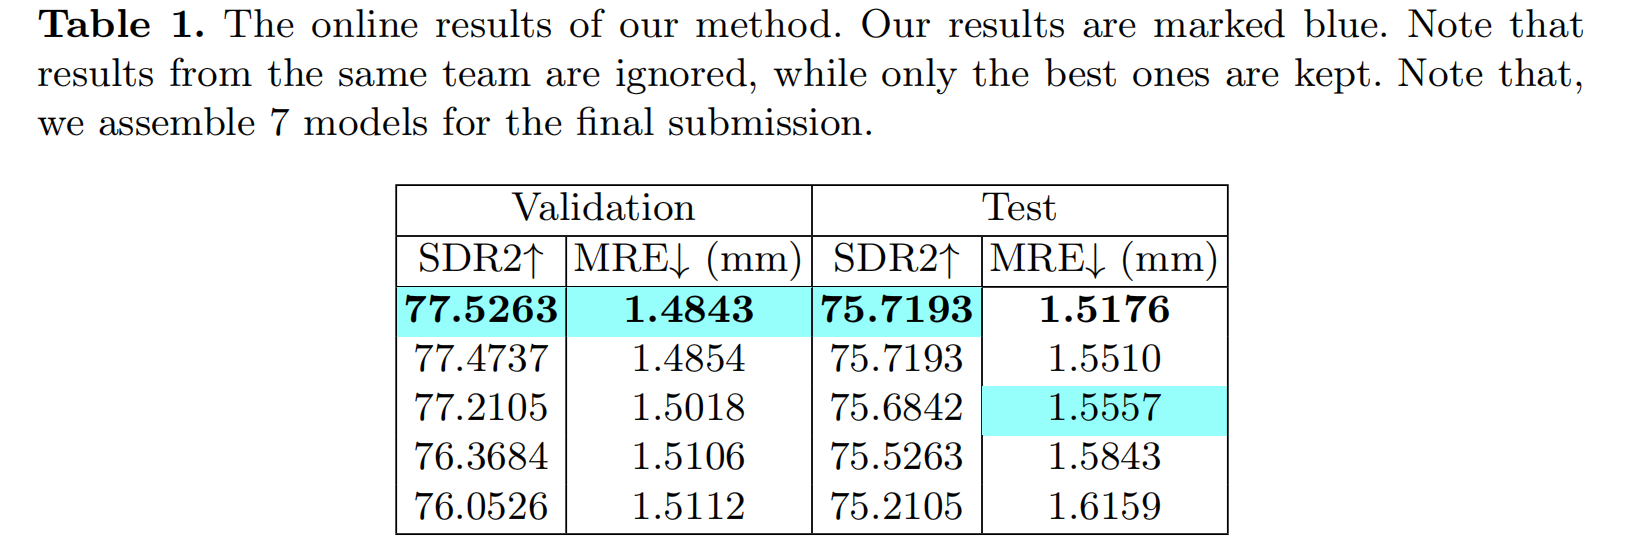 Table 1. The online results of our method. Our results are marked blue. Note that
results from the same team are ignored, while only the best ones are kept. Note that,
we assemble 7 models for the final submission.
Validation Test
SDR2↑ MRE↓ (mm) SDR2↑ MRE↓ (mm)
77.5263 1.4843 75.7193 1.5176
77.4737 1.4854 75.7193 1.5510
77.2105 1.5018 75.6842 1.5557
76.3684 1.5106 75.5263 1.5843
76.0526 1.5112 75.2105 1.6159